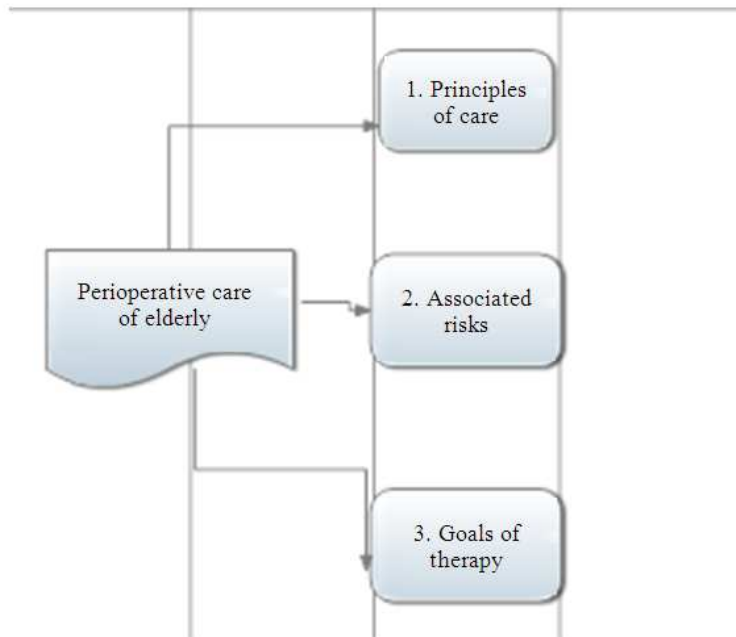 1. Principles
of care
Perioperative care
of elderly
2. Associated
risks
3. Goals of
therapy